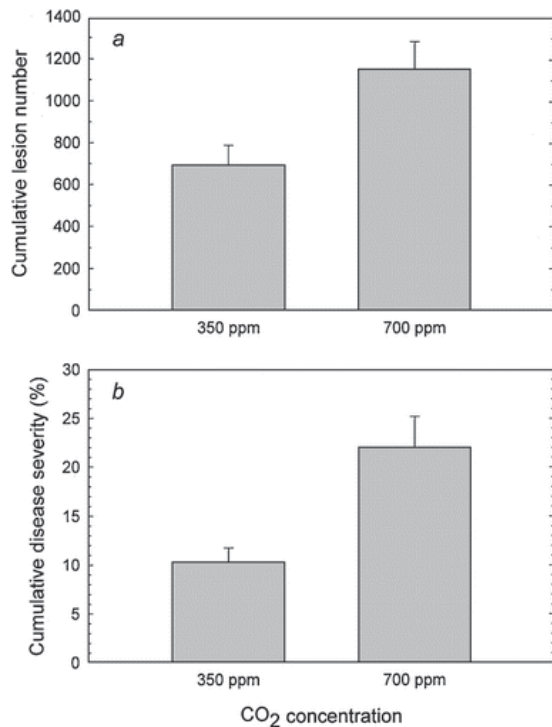 a
Cumulative lesion number
1400
1200
1000
800
600
400
200
0
350 ppm 700 ppm
b
Cumulative disease severity (%)
30
25
20
15
10
5
0
350 ppm 700 ppm
CO2 concentration